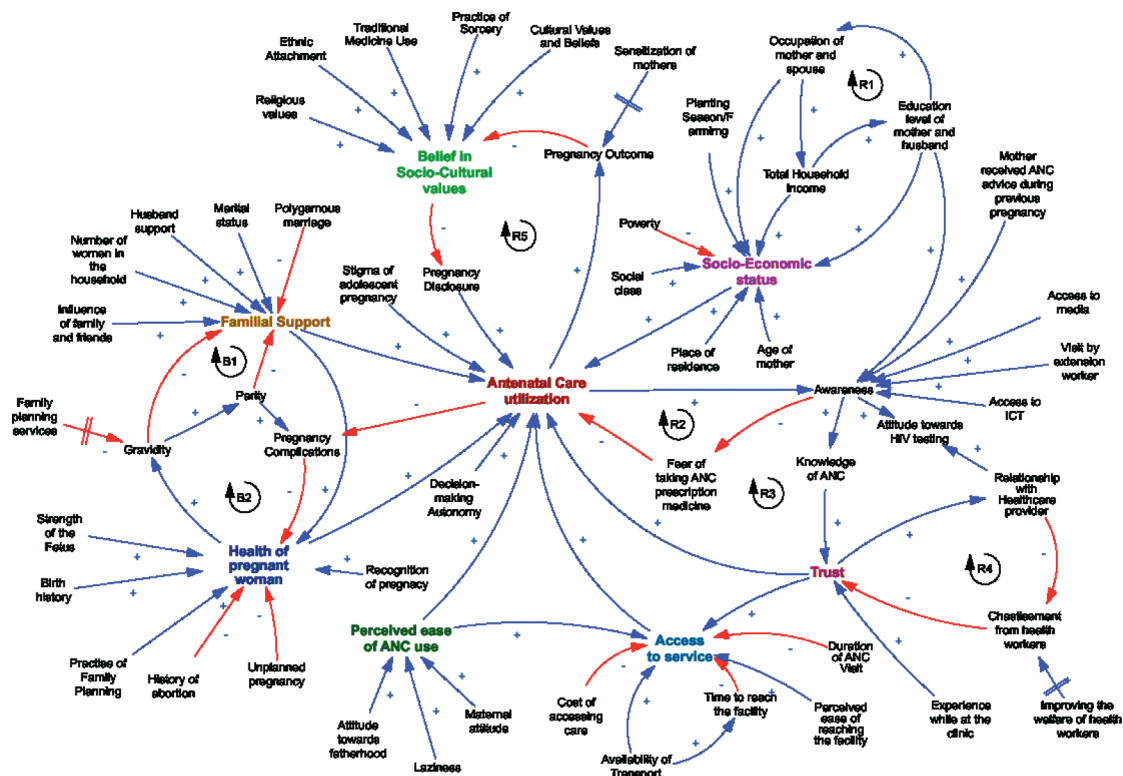 Practice of
Sorcery
Traditional
Medicine Use
Cultural Values
and Beliefs
Ethnic
Attachment
Sensitization of
mothers
Religious
values
Belief in
Socio-Cultural
values
Pregnancy Outcome
Occupation of
mother and
spouse
R1
Planting
Season/F
arming
Education
level of
mother and
husband
Total Household
Income
Mother
received ANC
advice during
previous
pregnancy
Husband
support
Marital
status
Polygamous
marriage
Number of
women in
the
household
Influence of
family and
friends
Familial Support
Stigma of
adolescent
pregnancy
Pregnancy
Disclosure
R5
Poverty
Social
class
Socio-Economic
status
Place of
residence
Age of
mother
Access to
media
Visit by
extension
worker
Access to
ICT
B1
Parity
Family
planning
services
Gravidity
Pregnancy
Complications
Antenatal Care
utilization
R2
Awareness
Attitude towards
HIV testing
Fear of
taking ANC
prescription
medicine
R3
Knowledge
of ANC
Relationship
with
Healthcare
provider
B2
Decision-
making
Autonomy
Strength
of the
Fetus
Birth
history
Health of
pregnant
woman
Recognition
of pregnacy
Trust
R4
Chastisement
from health
workers
Practise of
Family
Planning
History of
abortion
Unplanned
pregnancy
Perceived ease
of ANC use
Access
to service
Duration
of ANC
Visit
Cost of
accessing
care
Time to reach
the facility
Perceived
ease of
reaching
the facility
Experience
while at the
clinic
Improving the
welfare of health
workers
Attitude
towards
fatherhood
Laziness
Maternal
attitude
Availability of
Transport